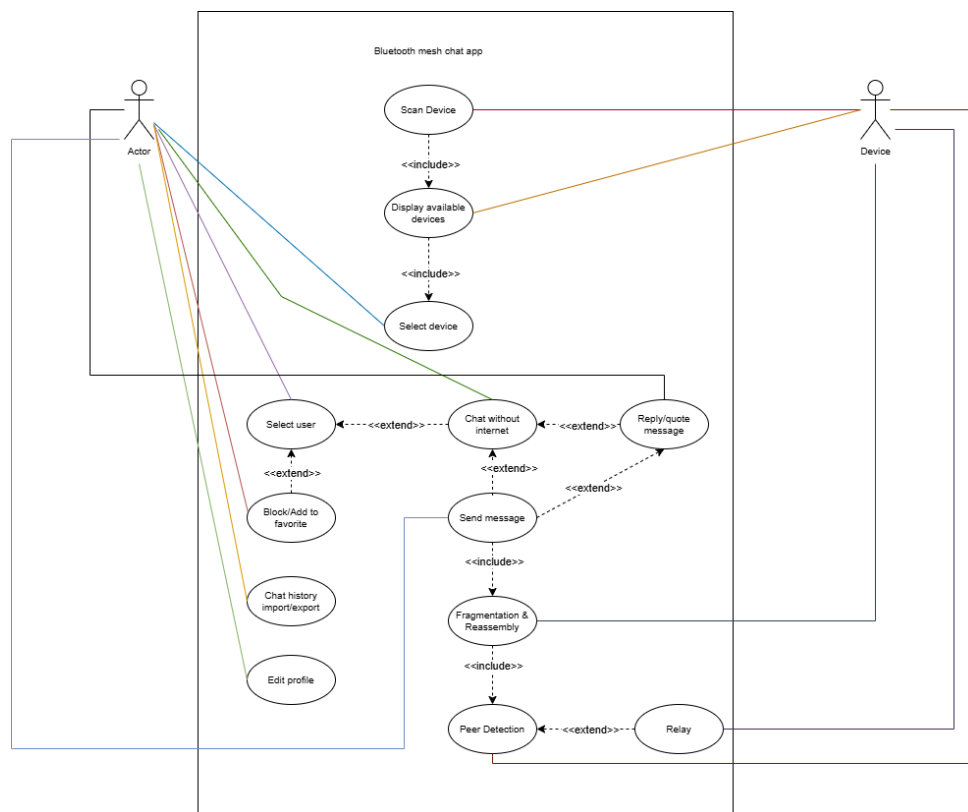 Bluetooth mesh chat app
Scan Device
Actor
Device
<<include>>
Display available
devices
<<include>>
Select device
Select user
<<extend>>
Chat without
internet
<<extend>>
Reply/quote
message
<<extend>>
<<extend>>
<<extend>>
Block/Add to
favorite
Send message
<<include>>
Chat history
import/export
Fragmentation &
Reassembly
<<include>>
Edit profile
Peer Detection
<<extend>>
Relay